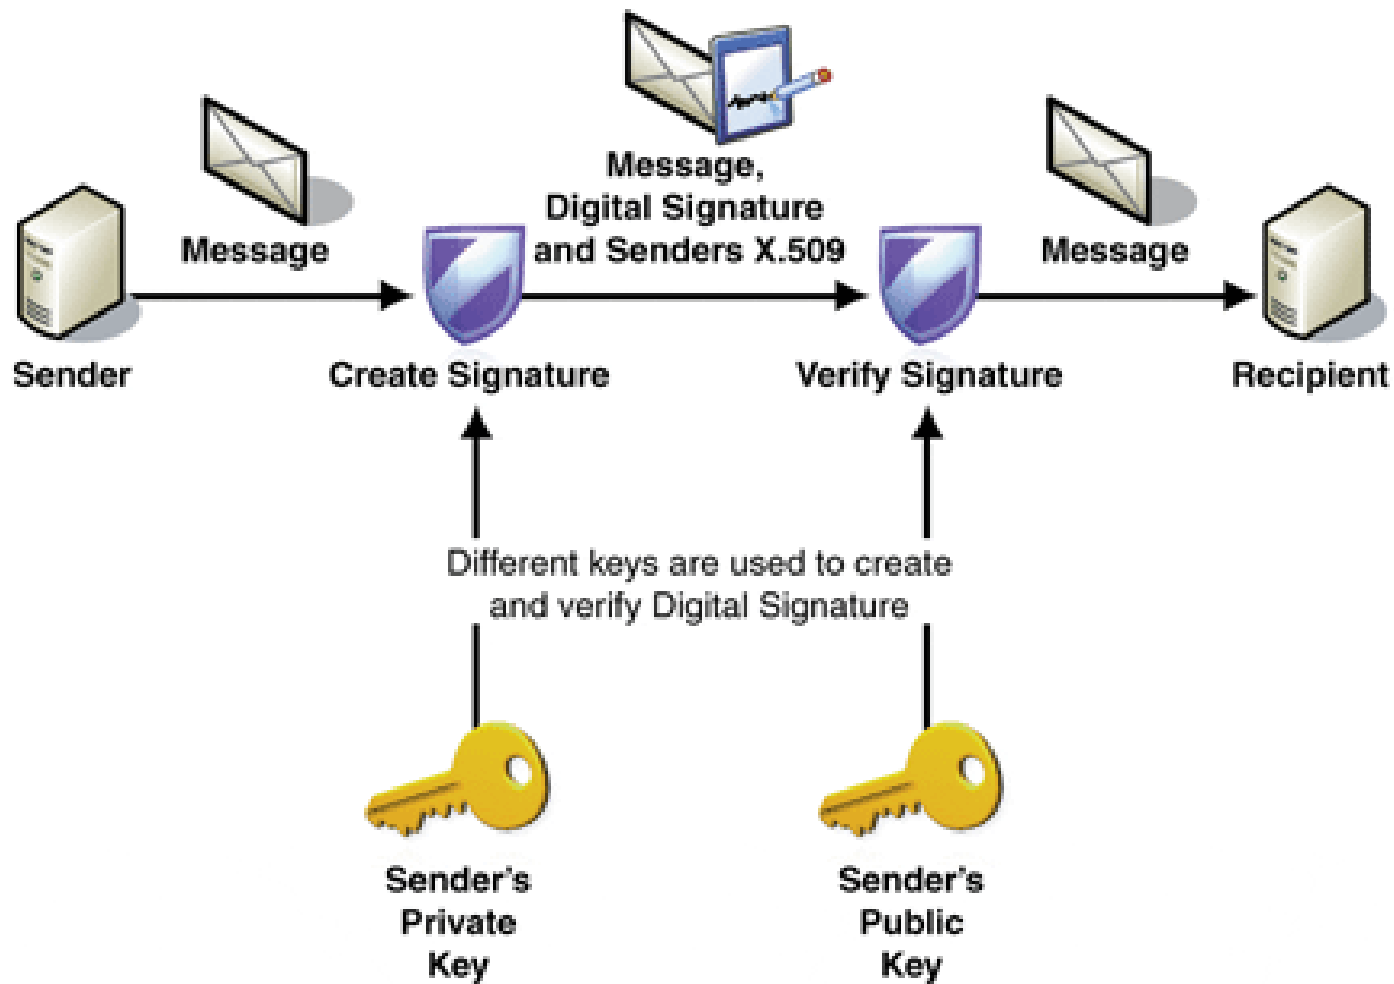 Message,
Digital Signature
and Senders X.509
Message
Message
Sender
Create Signature
Verify Signature
Recipient
Different keys are used to create
and verify Digital Signature
Sender's
Private
Key
Sender's
Public
Key